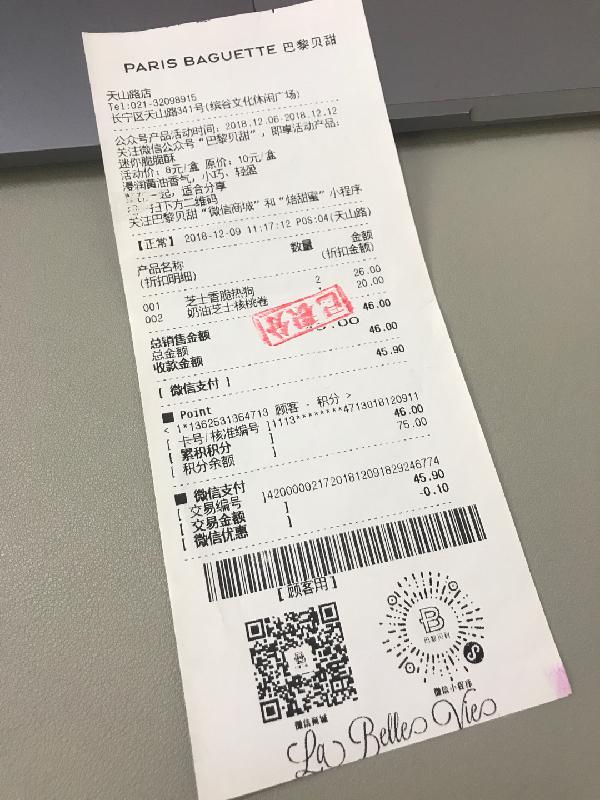 PARIS BAGUETTE 巴黎贝甜
天山路店
Tel:021-32098915
长宁区天山路341号(缤谷文化休闲广场)
公众号产品活动时间: 2018.12.06-2018.12.12
关注微信公众号“巴黎贝甜”, 即享活动产品:
迷你脆脆酥
活动价: 8元/盒 原价: 10元/盒
浸润黄油香气, 小巧、轻盈
一起, 适合分享
扫下方二维码
关注巴黎贝甜“微信商城”和“焙甜蜜”小程序
【正常】 2018-12-09 11:17:12 POS:04(天山路)
产品名称 数量 金额
(折扣明细) (折扣金额)
001 芝士香脆热狗 2 26.00
002 奶油芝士核桃卷 20.00
已积分
总销售金额 46.00
总金额 46.00
收款金额 45.90
[ 微信支付 ]
■ Point
< 1*1362531364713 顾客 - 积分 >
[ 卡号/核准编号 ]1113********4713018120911
[ 累积积分 ] 46.00
[ 积分余额 ] 75.00
■ 微信支付
[ 交易编号 ]4200000217201812091829246774
[ 交易金额 ] 45.90
[ 微信优惠 ] -0.10
[ 顾客用 ]
巴黎贝甜
微信商城
微信小程序
La Belle Vie